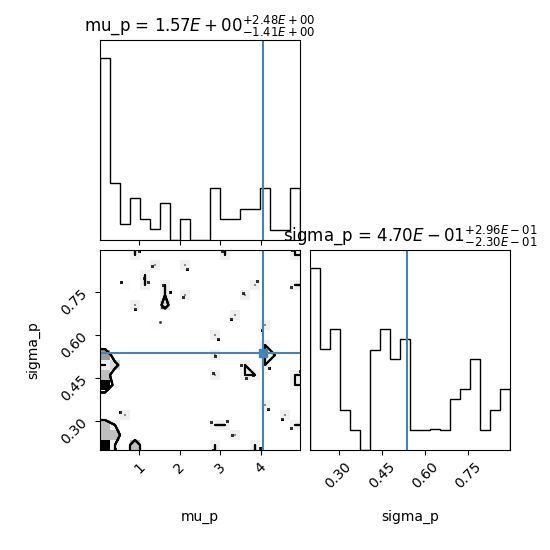 mu_p = 1.57E + 00+2.48E+00 −1.41E+00
sigma_p = 4.70E − 01+2.96E−01 −2.30E−01
0.75
0.60
0.45
0.30
sigma_p
1 2 3 4
mu_p
0.30 0.45 0.60 0.75
sigma_p